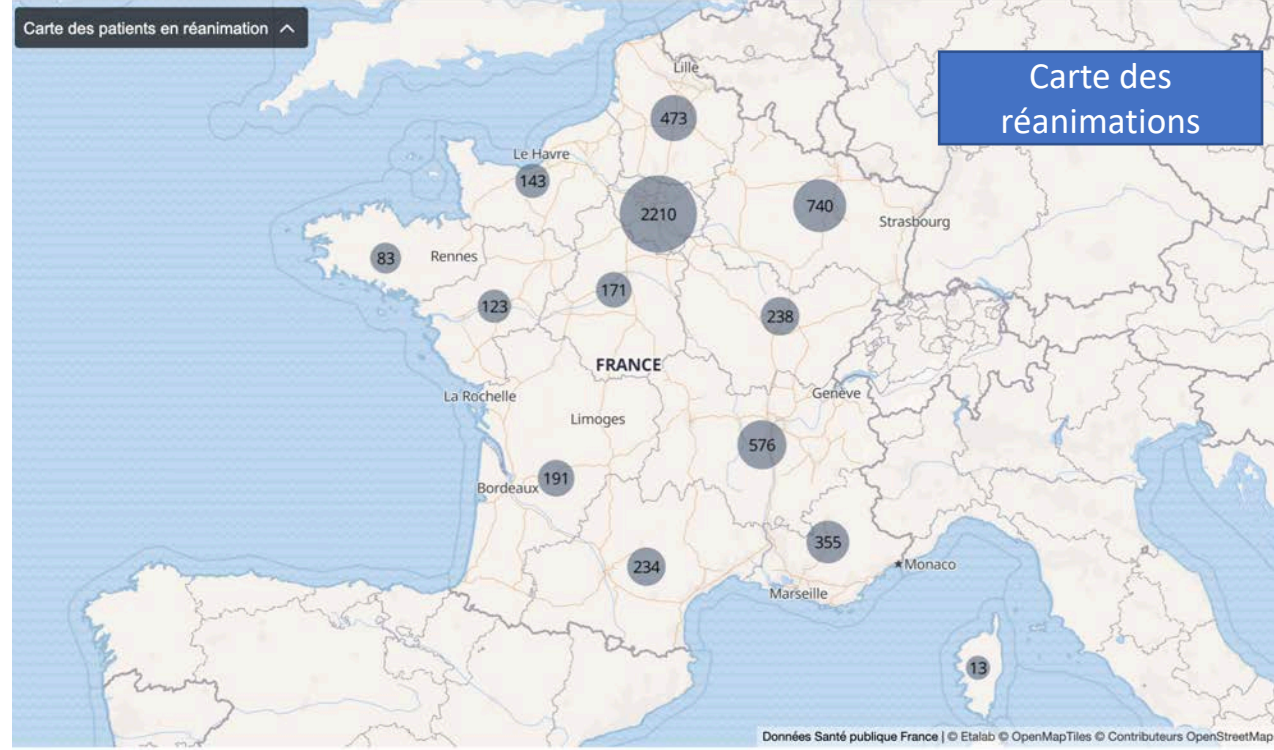 Carte des patients en réanimation
Carte des
réanimations
Lille
473
Le Havre
143
2210
740
Strasbourg
83
Rennes
171
123
238
FRANCE
La Rochelle
Genève
Limoges
576
191
Bordeaux
355
234
Monaco
Marseille
13
Données Santé publique France | © Etalab © OpenMapTiles © Contributeurs OpenStreetMap